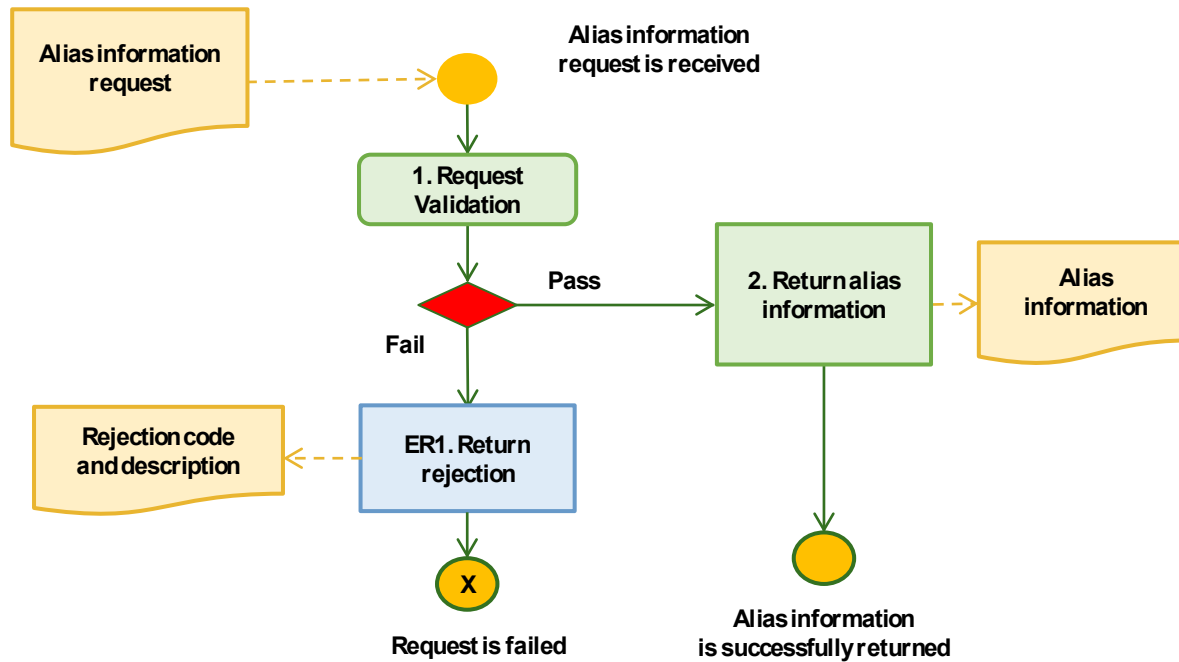 Alias information
request
Alias information
request is received
1. Request
Validation
Pass
2. Return alias
information
Alias
information
Fail
Rejection code
and description
ER1. Return
rejection
X
Request is failed
Alias information
is successfully returned